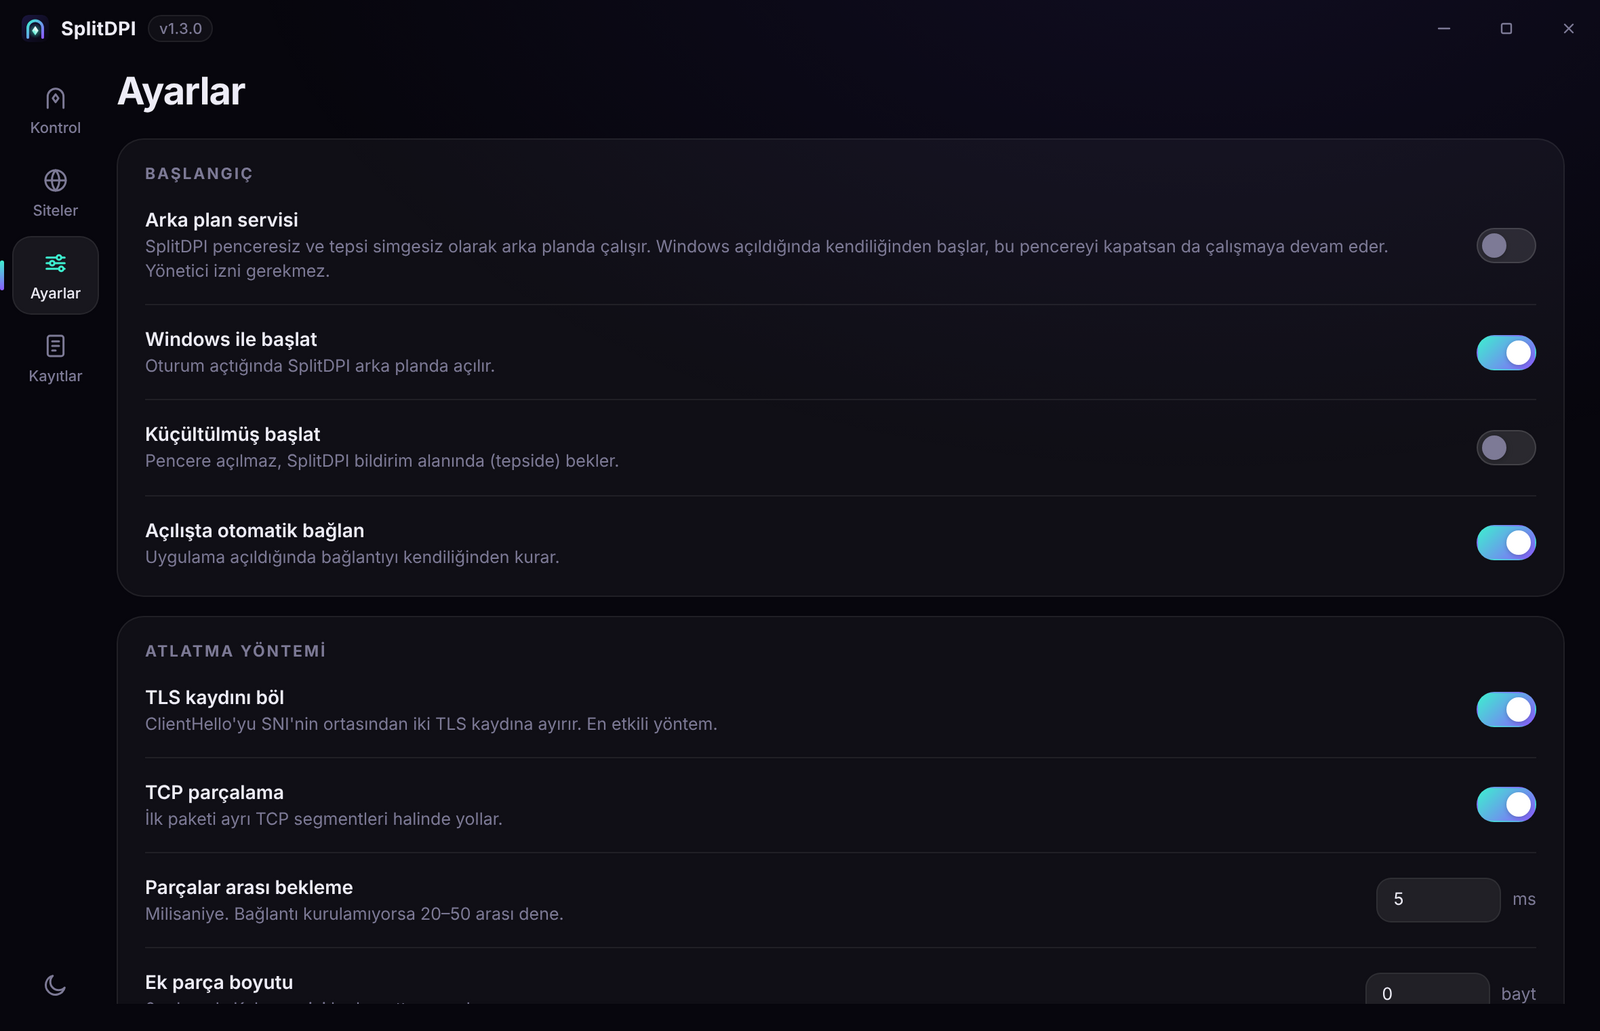 SplitDPI v1.3.0
Kontrol
Siteler
Ayarlar
Kayıtlar
Ayarlar
BAŞLANGIÇ
Arka plan servisi
SplitDPI penceresiz ve tepsi simgesiz olarak arka planda çalışır. Windows açıldığında kendiliğinden başlar, bu pencereyi kapatsan da çalışmaya devam eder.
Yönetici izni gerekmez.
Windows ile başlat
Oturum açtığında SplitDPI arka planda açılır.
Küçültülmüş başlat
Pencere açılmaz, SplitDPI bildirim alanında (tepside) bekler.
Açılışta otomatik bağlan
Uygulama açıldığında bağlantıyı kendiliğinden kurar.
ATLATMA YÖNTEMİ
TLS kaydını böl
ClientHello'yu SNI'nin ortasından iki TLS kaydına ayırır. En etkili yöntem.
TCP parçalama
İlk paketi ayrı TCP segmentleri halinde yollar.
Parçalar arası bekleme
Milisaniye. Bağlantı kurulamıyorsa 20–50 arası dene.
5 ms
Ek parça boyutu
0 bayt